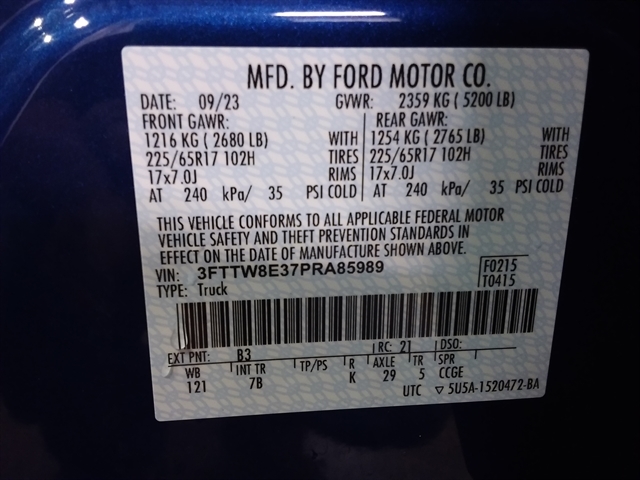 MFD. BY FORD MOTOR CO.
DATE: 09/23 GVWR: 2359 KG ( 5200 LB)
FRONT GAWR: REAR GAWR:
1216 KG ( 2680 LB) WITH 1254 KG ( 2765 LB) WITH
225/65R17 102H TIRES 225/65R17 102H TIRES
17x7.0J RIMS 17x7.0J RIMS
AT 240 kPa/ 35 PSI COLD AT 240 kPa/ 35 PSI COLD
THIS VEHICLE CONFORMS TO ALL APPLICABLE FEDERAL MOTOR
VEHICLE SAFETY AND THEFT PREVENTION STANDARDS IN
EFFECT ON THE DATE OF MANUFACTURE SHOWN ABOVE.
VIN: 3FTTW8E37PRA85989 F0215
TYPE: Truck T0415
EXT PNT: B3 RC: 21 DSO:
WB INT TR TP/PS R AXLE TR SPR
121 7B K 29 5 CCGE
UTC ▽ 5U5A-1520472-BA